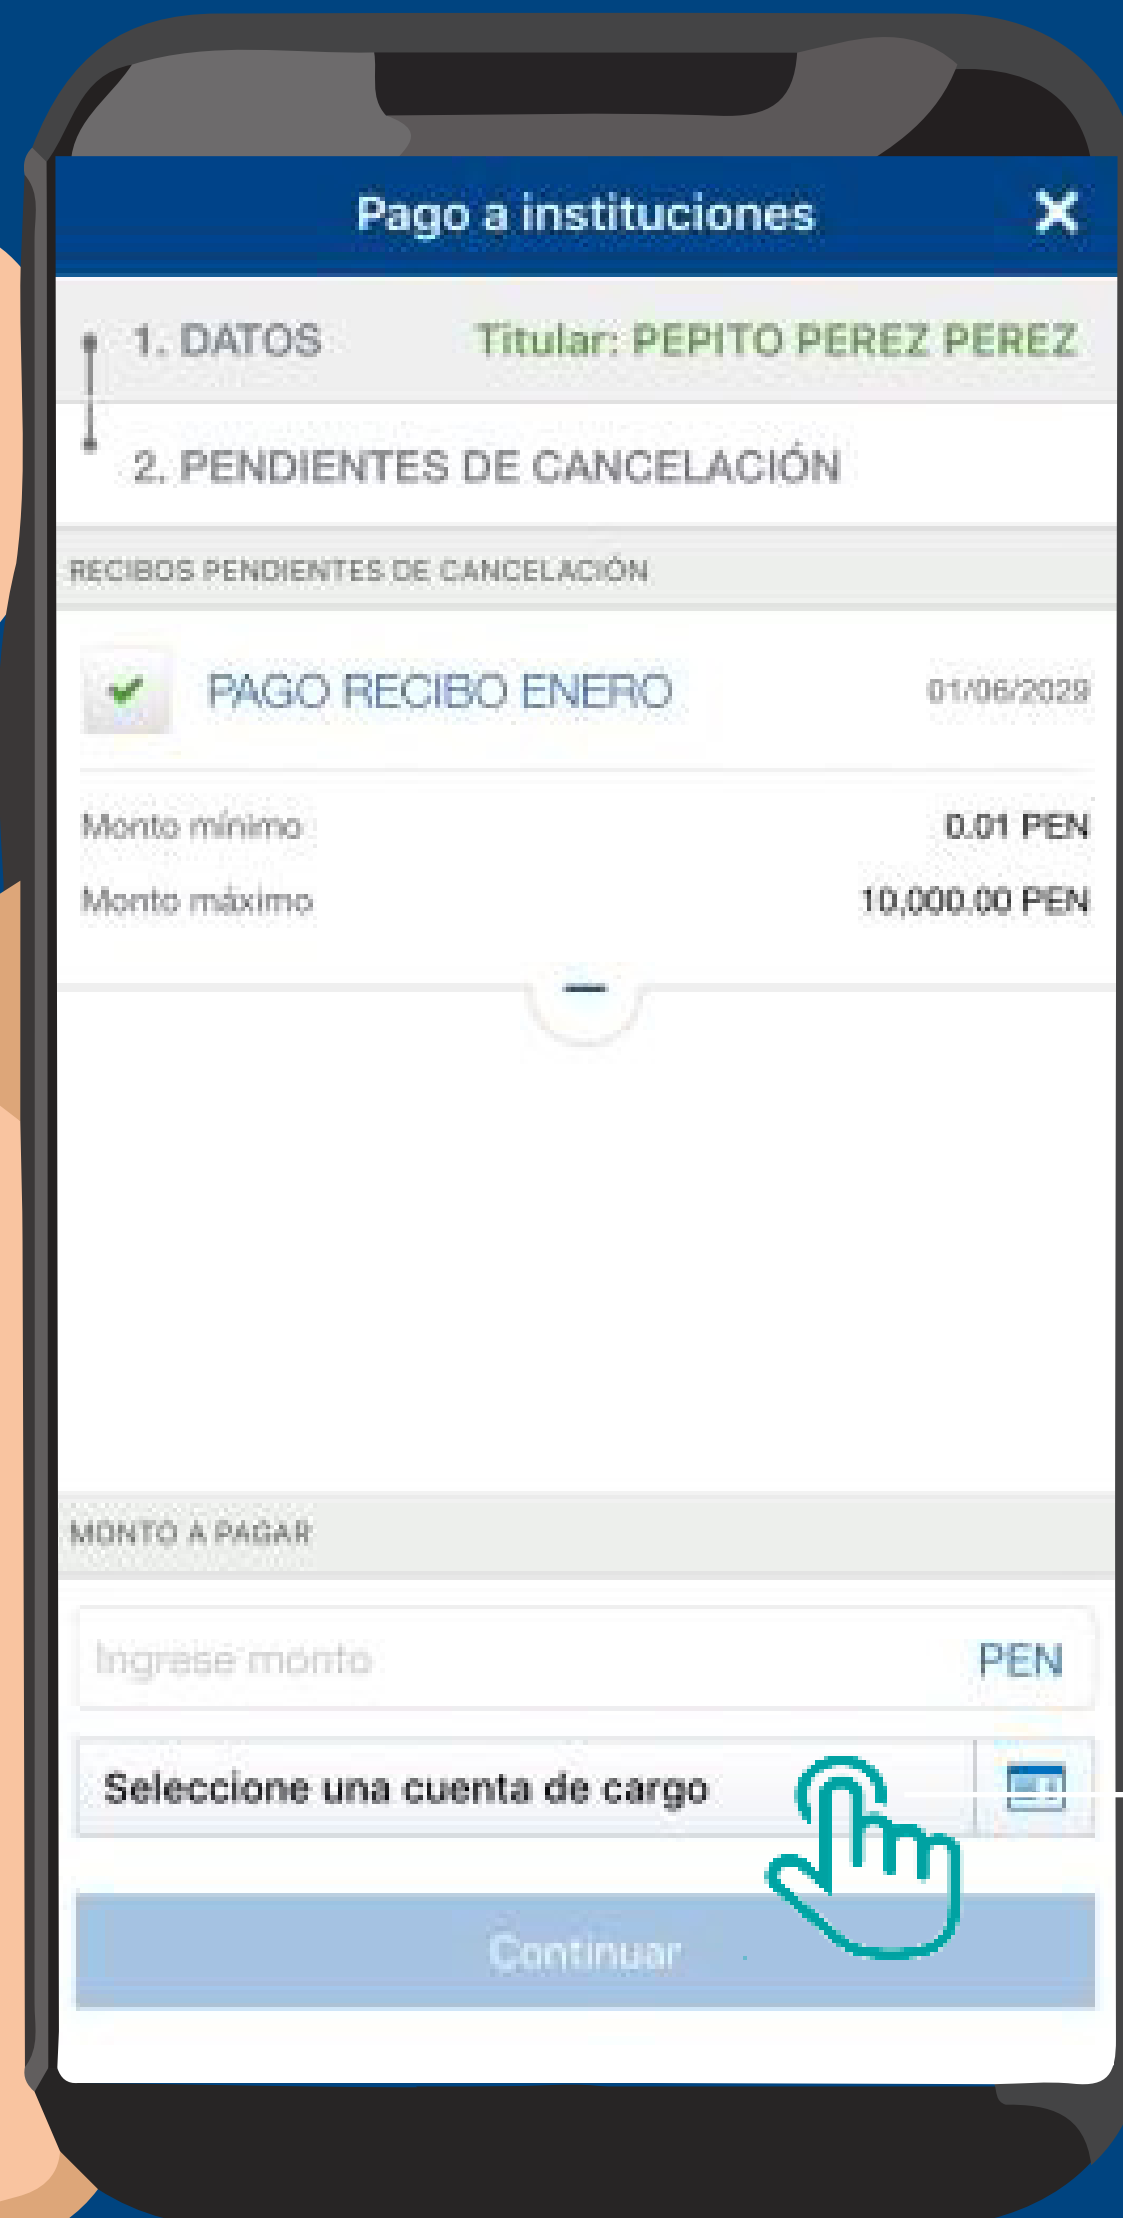 Pago a instituciones
1. DATOS Titular: PEPITO PEREZ PEREZ
2. PENDIENTES DE CANCELACIÓN
RECIBOS PENDIENTES DE CANCELACIÓN
PAGO RECIBO ENERO 01/06/2029
Monto mínimo 0.01 PEN
Monto máximo 10,000.00 PEN
MONTO A PAGAR
Ingrese monto PEN
Seleccione una cuenta de cargo
Continuar